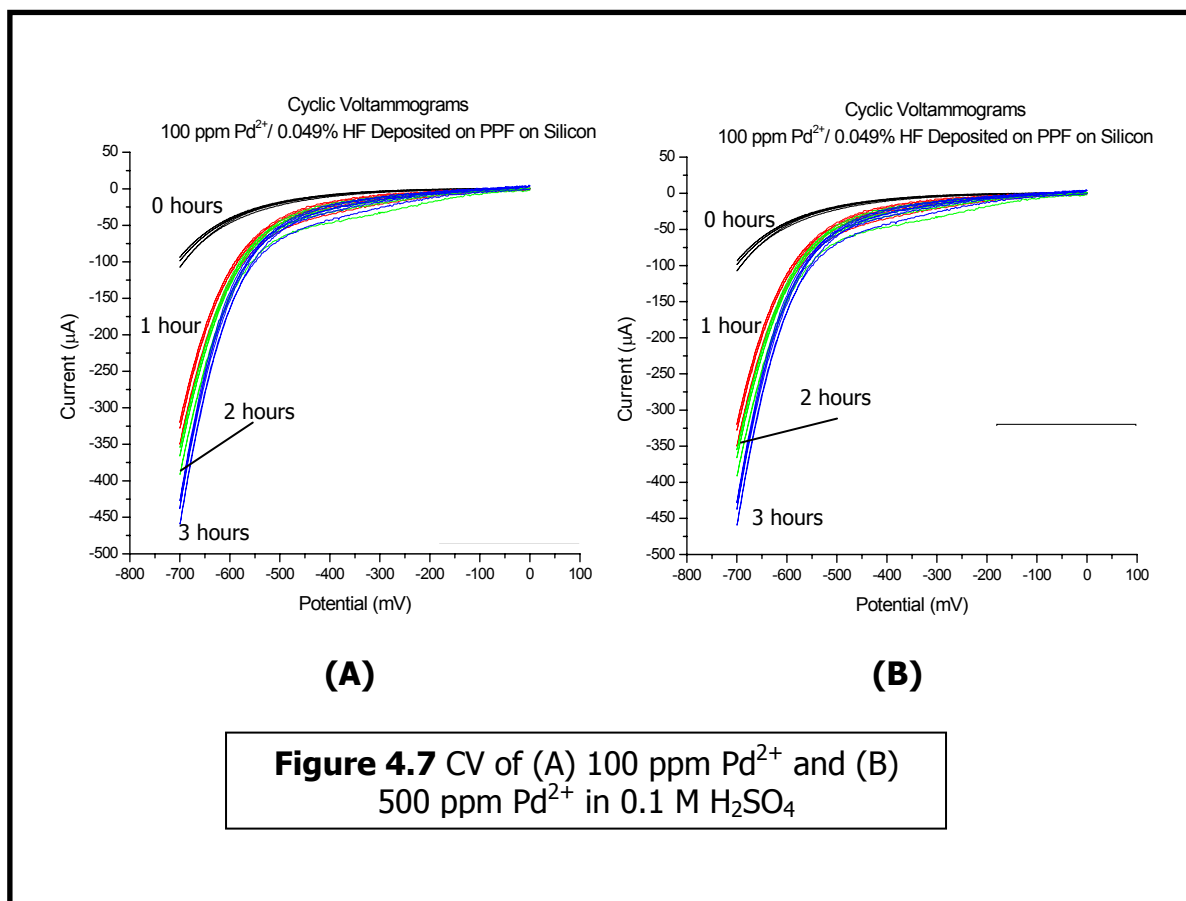 Cyclic Voltammograms
100 ppm Pd²⁺/ 0.049% HF Deposited on PPF on Silicon
50
0
-50
-100
-150
-200
-250
-300
-350
-400
-450
-500
Current (μA)
0 hours
1 hour
2 hours
3 hours
-800 -700 -600 -500 -400 -300 -200 -100 0 100
Potential (mV)
(A)
Cyclic Voltammograms
100 ppm Pd²⁺/ 0.049% HF Deposited on PPF on Silicon
50
0
-50
-100
-150
-200
-250
-300
-350
-400
-450
-500
Current (μA)
0 hours
1 hour
2 hours
3 hours
-800 -700 -600 -500 -400 -300 -200 -100 0 100
Potential (mV)
(B)
Figure 4.7 CV of (A) 100 ppm Pd²⁺ and (B)
500 ppm Pd²⁺ in 0.1 M H₂SO₄